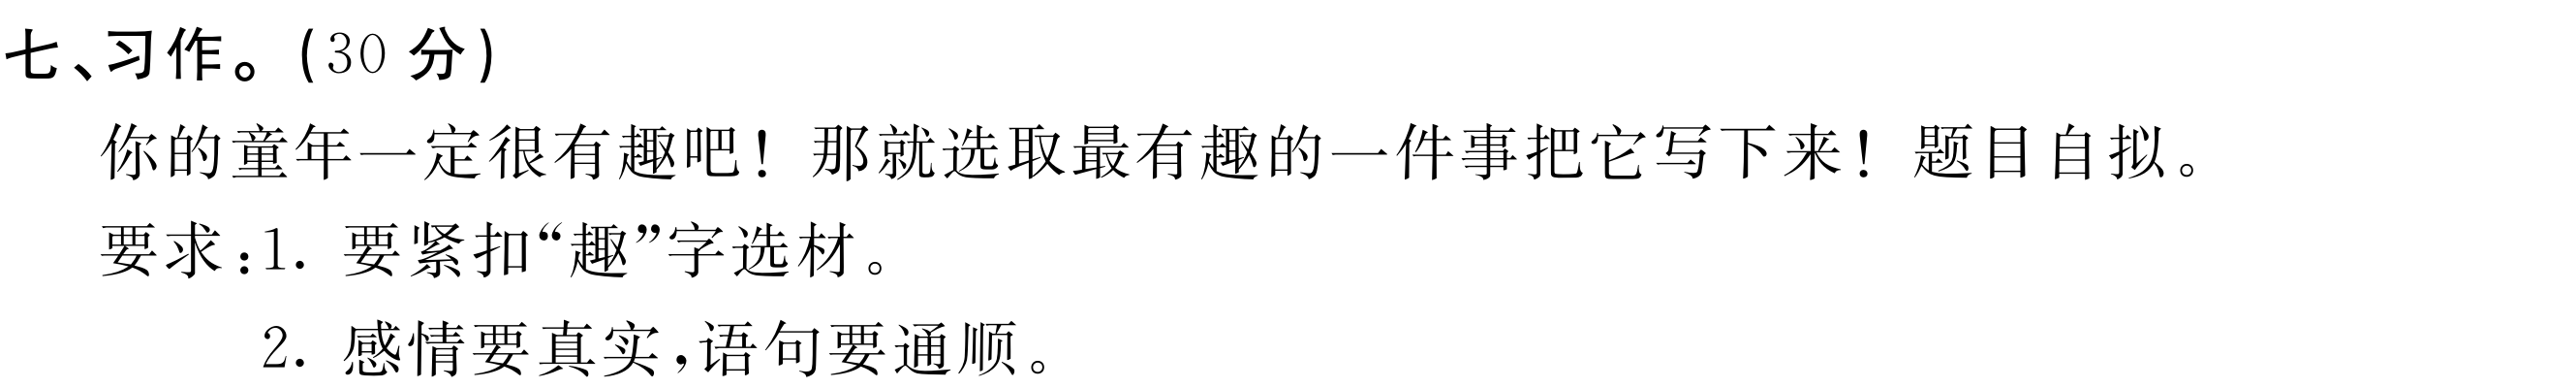 七、习作。(30 分)
你的童年一定很有趣吧！那就选取最有趣的一件事把它写下来！题目自拟。
要求:1. 要紧扣“趣”字选材。
2. 感情要真实,语句要通顺。